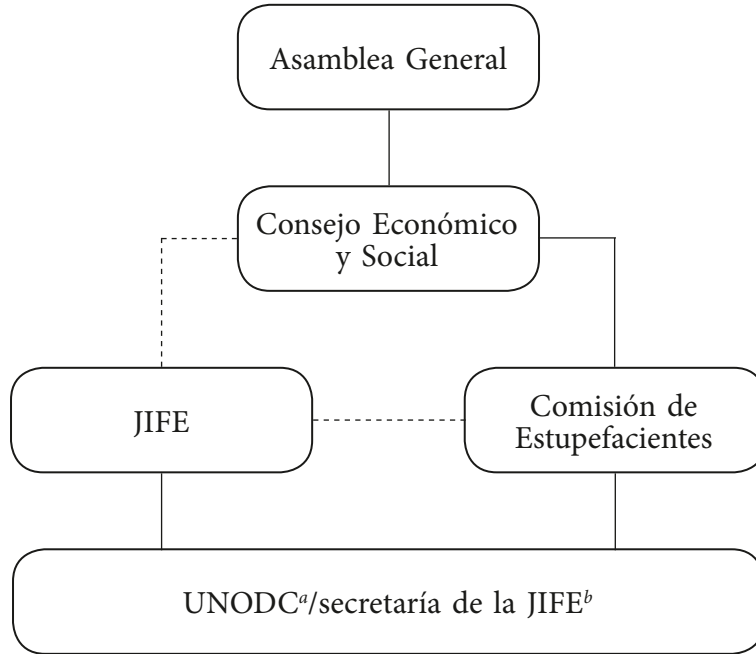 Asamblea General
Consejo Económico
y Social
JIFE
Comisión de
Estupefacientes
UNODCᵃ/secretaría de la JIFEᵇ